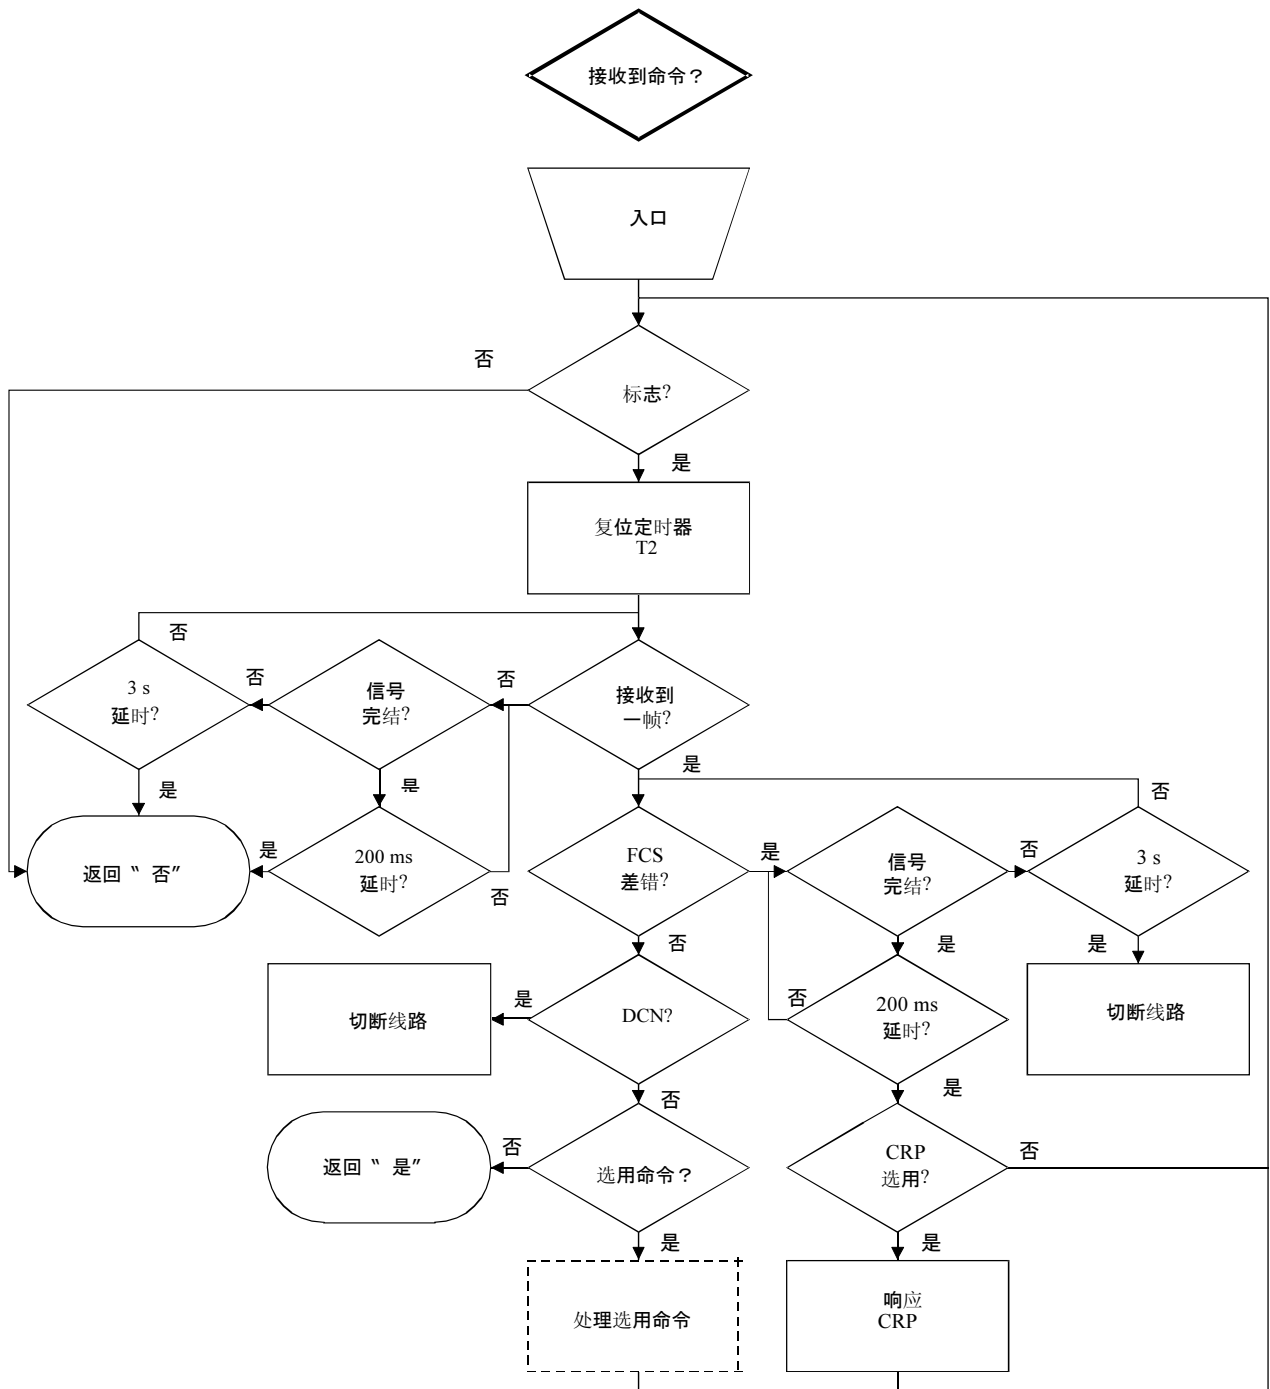 接收到命令？
入口
否
标志?
是
复位定时器
T2
否
3 s
延时?
否
信号
完结?
否
接收到
一帧?
是
是
是
否
返回“ 否”
是
200 ms
延时?
否
FCS
差错?
是
信号
完结?
否
3 s
延时?
否
是
是
切断线路
是
DCN?
否
200 ms
延时?
切断线路
否
是
返回“ 是”
否
选用命令？
CRP
选用?
否
是
是
处理选用命令
响应
CRP